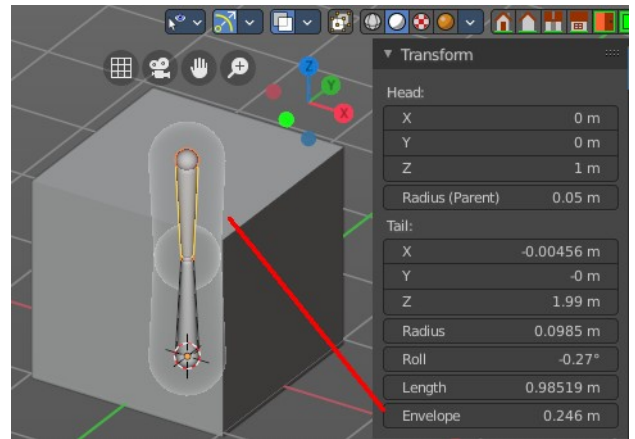 Transform
Z
Y
X
Head:
X 0 m
Y 0 m
Z 1 m
Radius (Parent) 0.05 m
Tail:
X -0.00456 m
Y -0 m
Z 1.99 m
Radius 0.0985 m
Roll -0.27°
Length 0.98519 m
Envelope 0.246 m